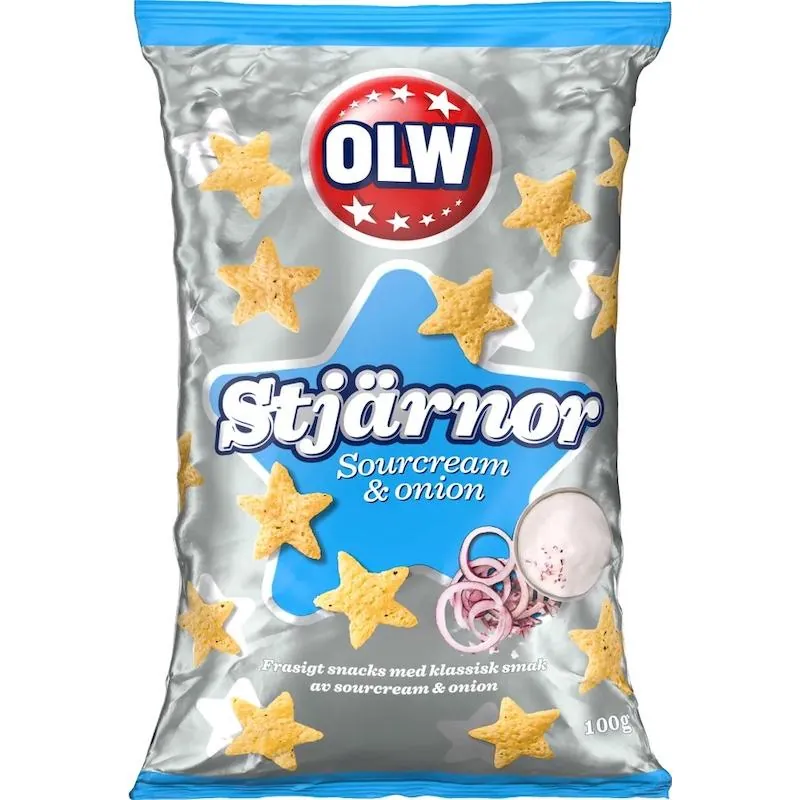 OLW
Stjärnor
Sourcream
& onion
Frasigt snacks med klassisk smak
av sourcream & onion
100g